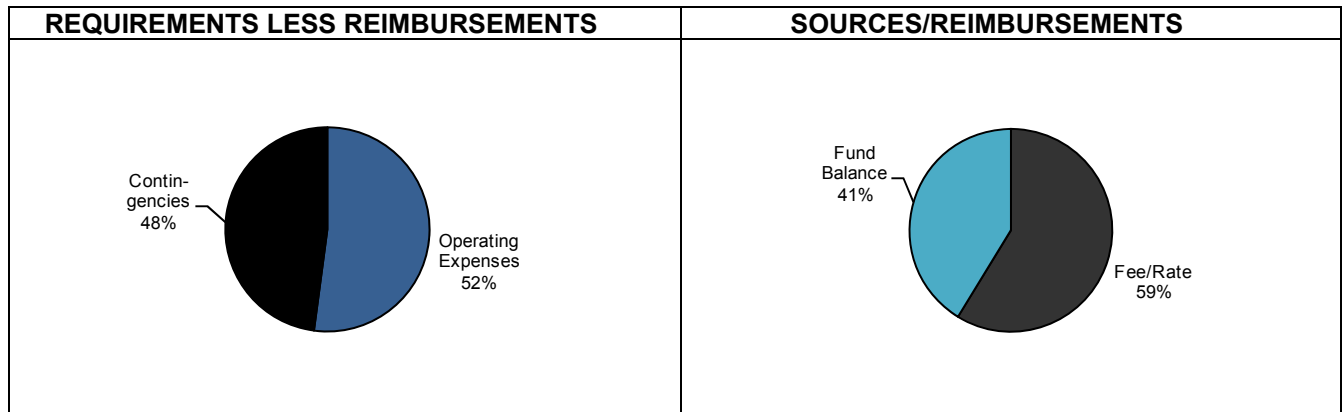 REQUIREMENTS LESS REIMBURSEMENTS
SOURCES/REIMBURSEMENTS
Contin-
gencies
48%
Operating
Expenses
52%
Fund
Balance
41%
Fee/Rate
59%